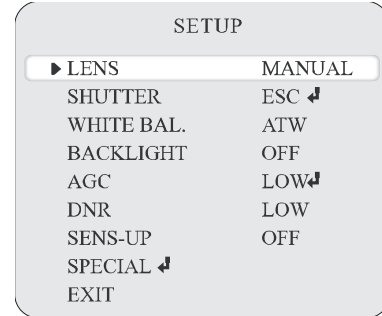 SETUP
▶ LENS MANUAL
SHUTTER ESC ↲
WHITE BAL. ATW
BACKLIGHT OFF
AGC LOW↲
DNR LOW
SENS-UP OFF
SPECIAL ↲
EXIT